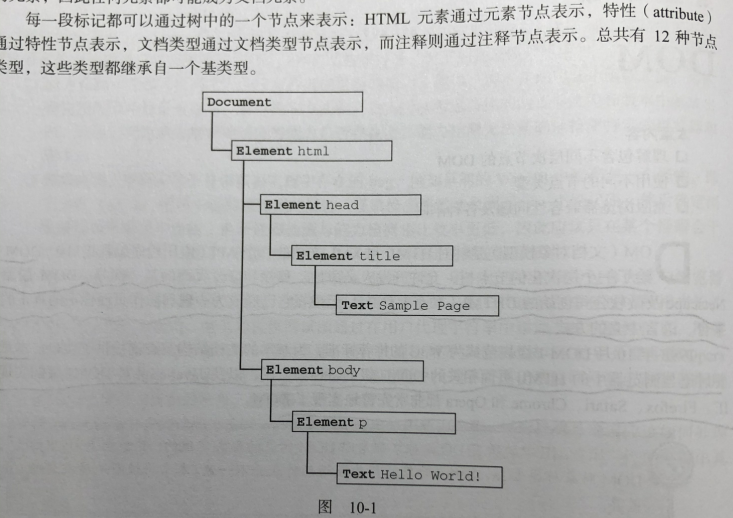 每一段标记都可以通过树中的一个节点来表示：HTML 元素通过元素节点表示，特性（attribute）
通过特性节点表示，文档类型通过文档类型节点表示，而注释则通过注释节点表示。总共有 12 种节点
类型，这些类型都继承自一个基类型。
Document
Element html
Element head
Element title
Text Sample Page
Element body
Element p
Text Hello World!
图 10-1